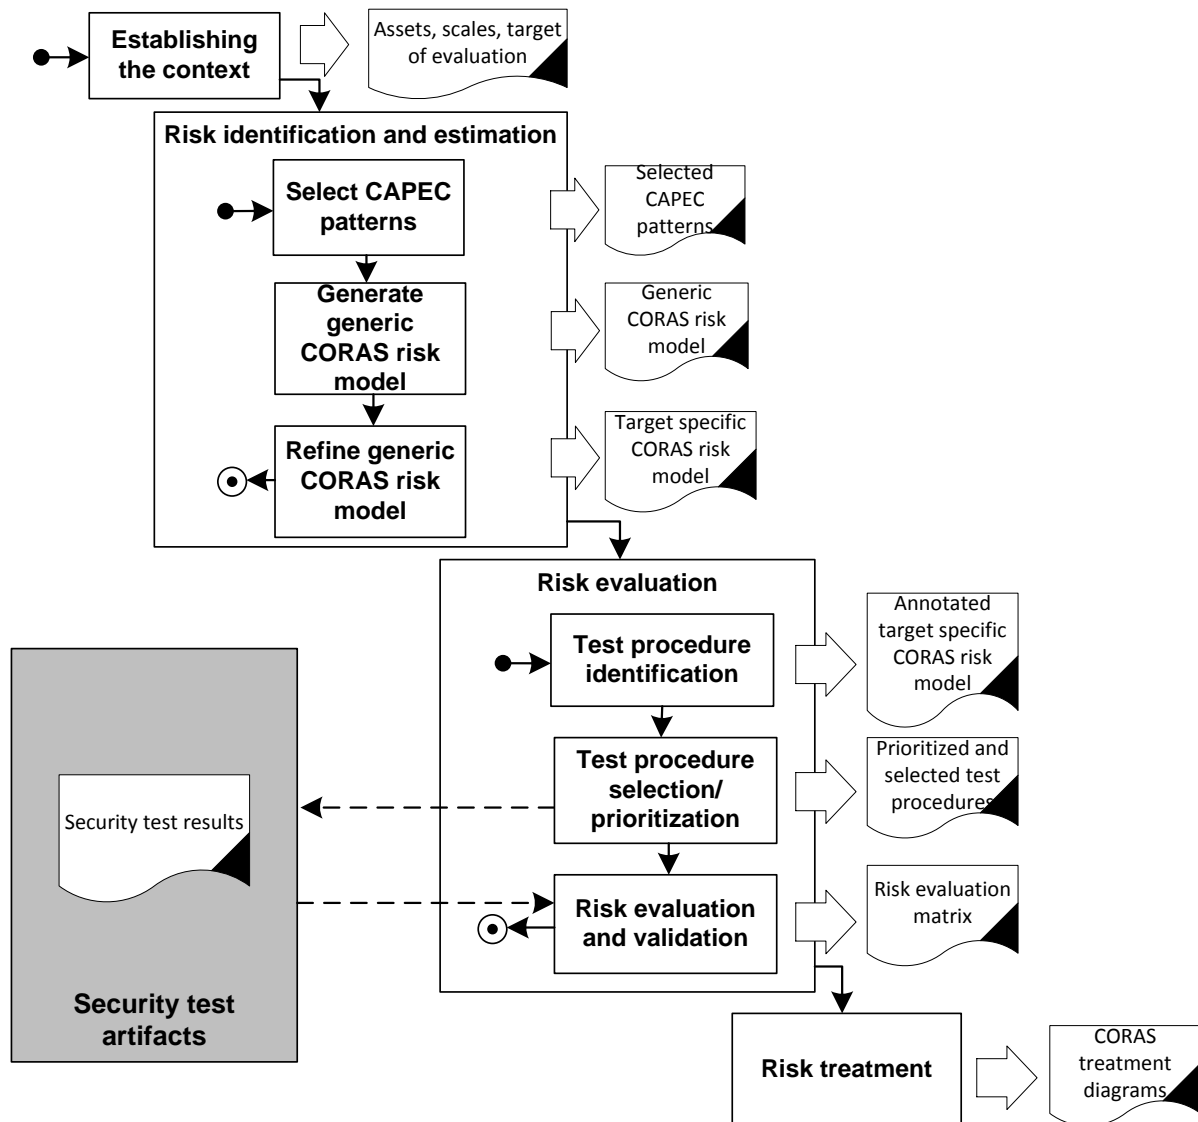 Establishing
the context
Assets, scales, target
of evaluation
Risk identification and estimation
Select CAPEC
patterns
Selected
CAPEC
patterns
Generate
generic
CORAS risk
model
Generic
CORAS risk
model
Refine generic
CORAS risk
model
Target specific
CORAS risk
model
Risk evaluation
Test procedure
identification
Annotated
target specific
CORAS risk
model
Test procedure
selection/
prioritization
Prioritized and
selected test
procedures
Security test results
Risk evaluation
and validation
Risk evaluation
matrix
Security test
artifacts
Risk treatment
CORAS
treatment
diagrams